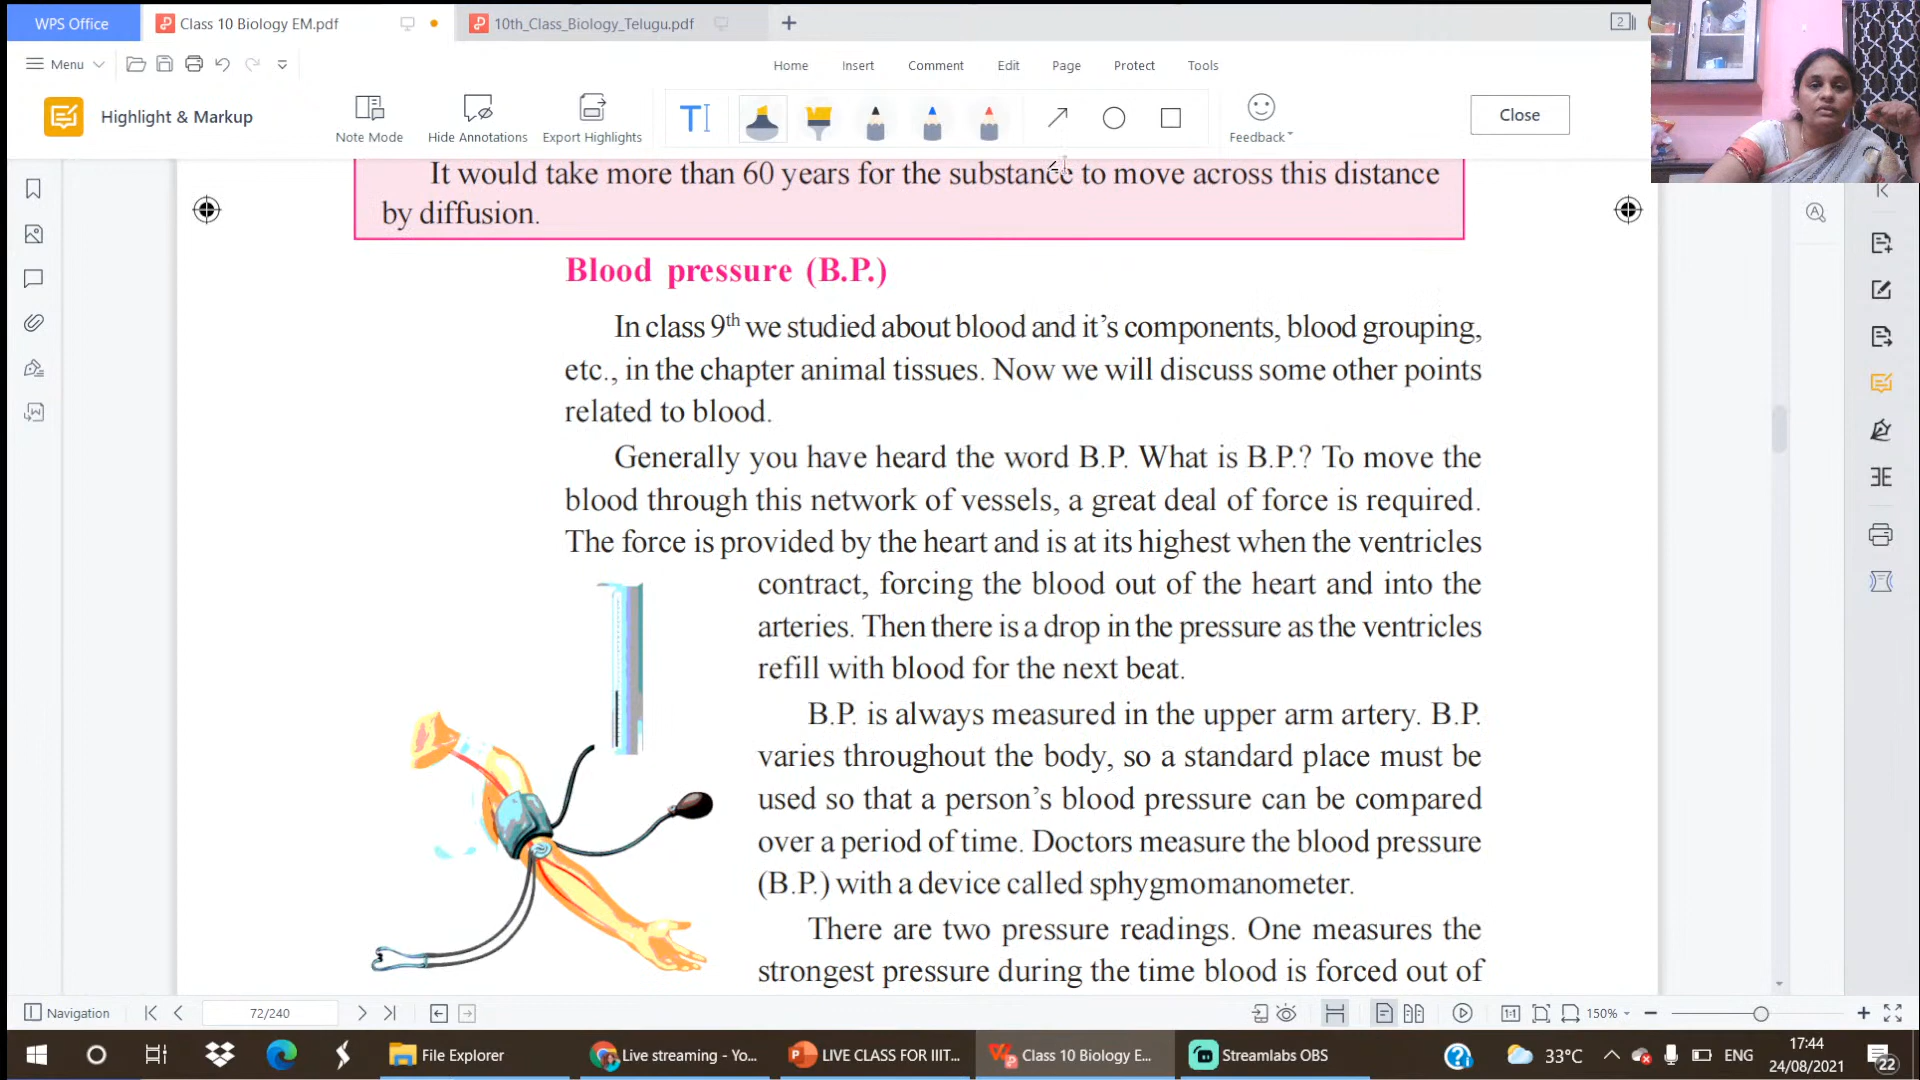 WPS Office
Class 10 Biology EM.pdf
10th_Class_Biology_Telugu.pdf
2
Menu
Home Insert Comment Edit Page Protect Tools
Highlight & Markup
Note Mode
Hide Annotations
Export Highlights
Feedback
Close
It would take more than 60 years for the substance to move across this distance
by diffusion.
Blood pressure (B.P.)
In class 9th we studied about blood and it's components, blood grouping,
etc., in the chapter animal tissues. Now we will discuss some other points
related to blood.
Generally you have heard the word B.P. What is B.P.? To move the
blood through this network of vessels, a great deal of force is required.
The force is provided by the heart and is at its highest when the ventricles
contract, forcing the blood out of the heart and into the
arteries. Then there is a drop in the pressure as the ventricles
refill with blood for the next beat.
B.P. is always measured in the upper arm artery. B.P.
varies throughout the body, so a standard place must be
used so that a person's blood pressure can be compared
over a period of time. Doctors measure the blood pressure
(B.P.) with a device called sphygmomanometer.
There are two pressure readings. One measures the
strongest pressure during the time blood is forced out of
Navigation
72/240
1:1
150%
File Explorer
Live streaming - Yo...
LIVE CLASS FOR IIIT...
Class 10 Biology E...
Streamlabs OBS
33°C
ENG
17:44
24/08/2021
22